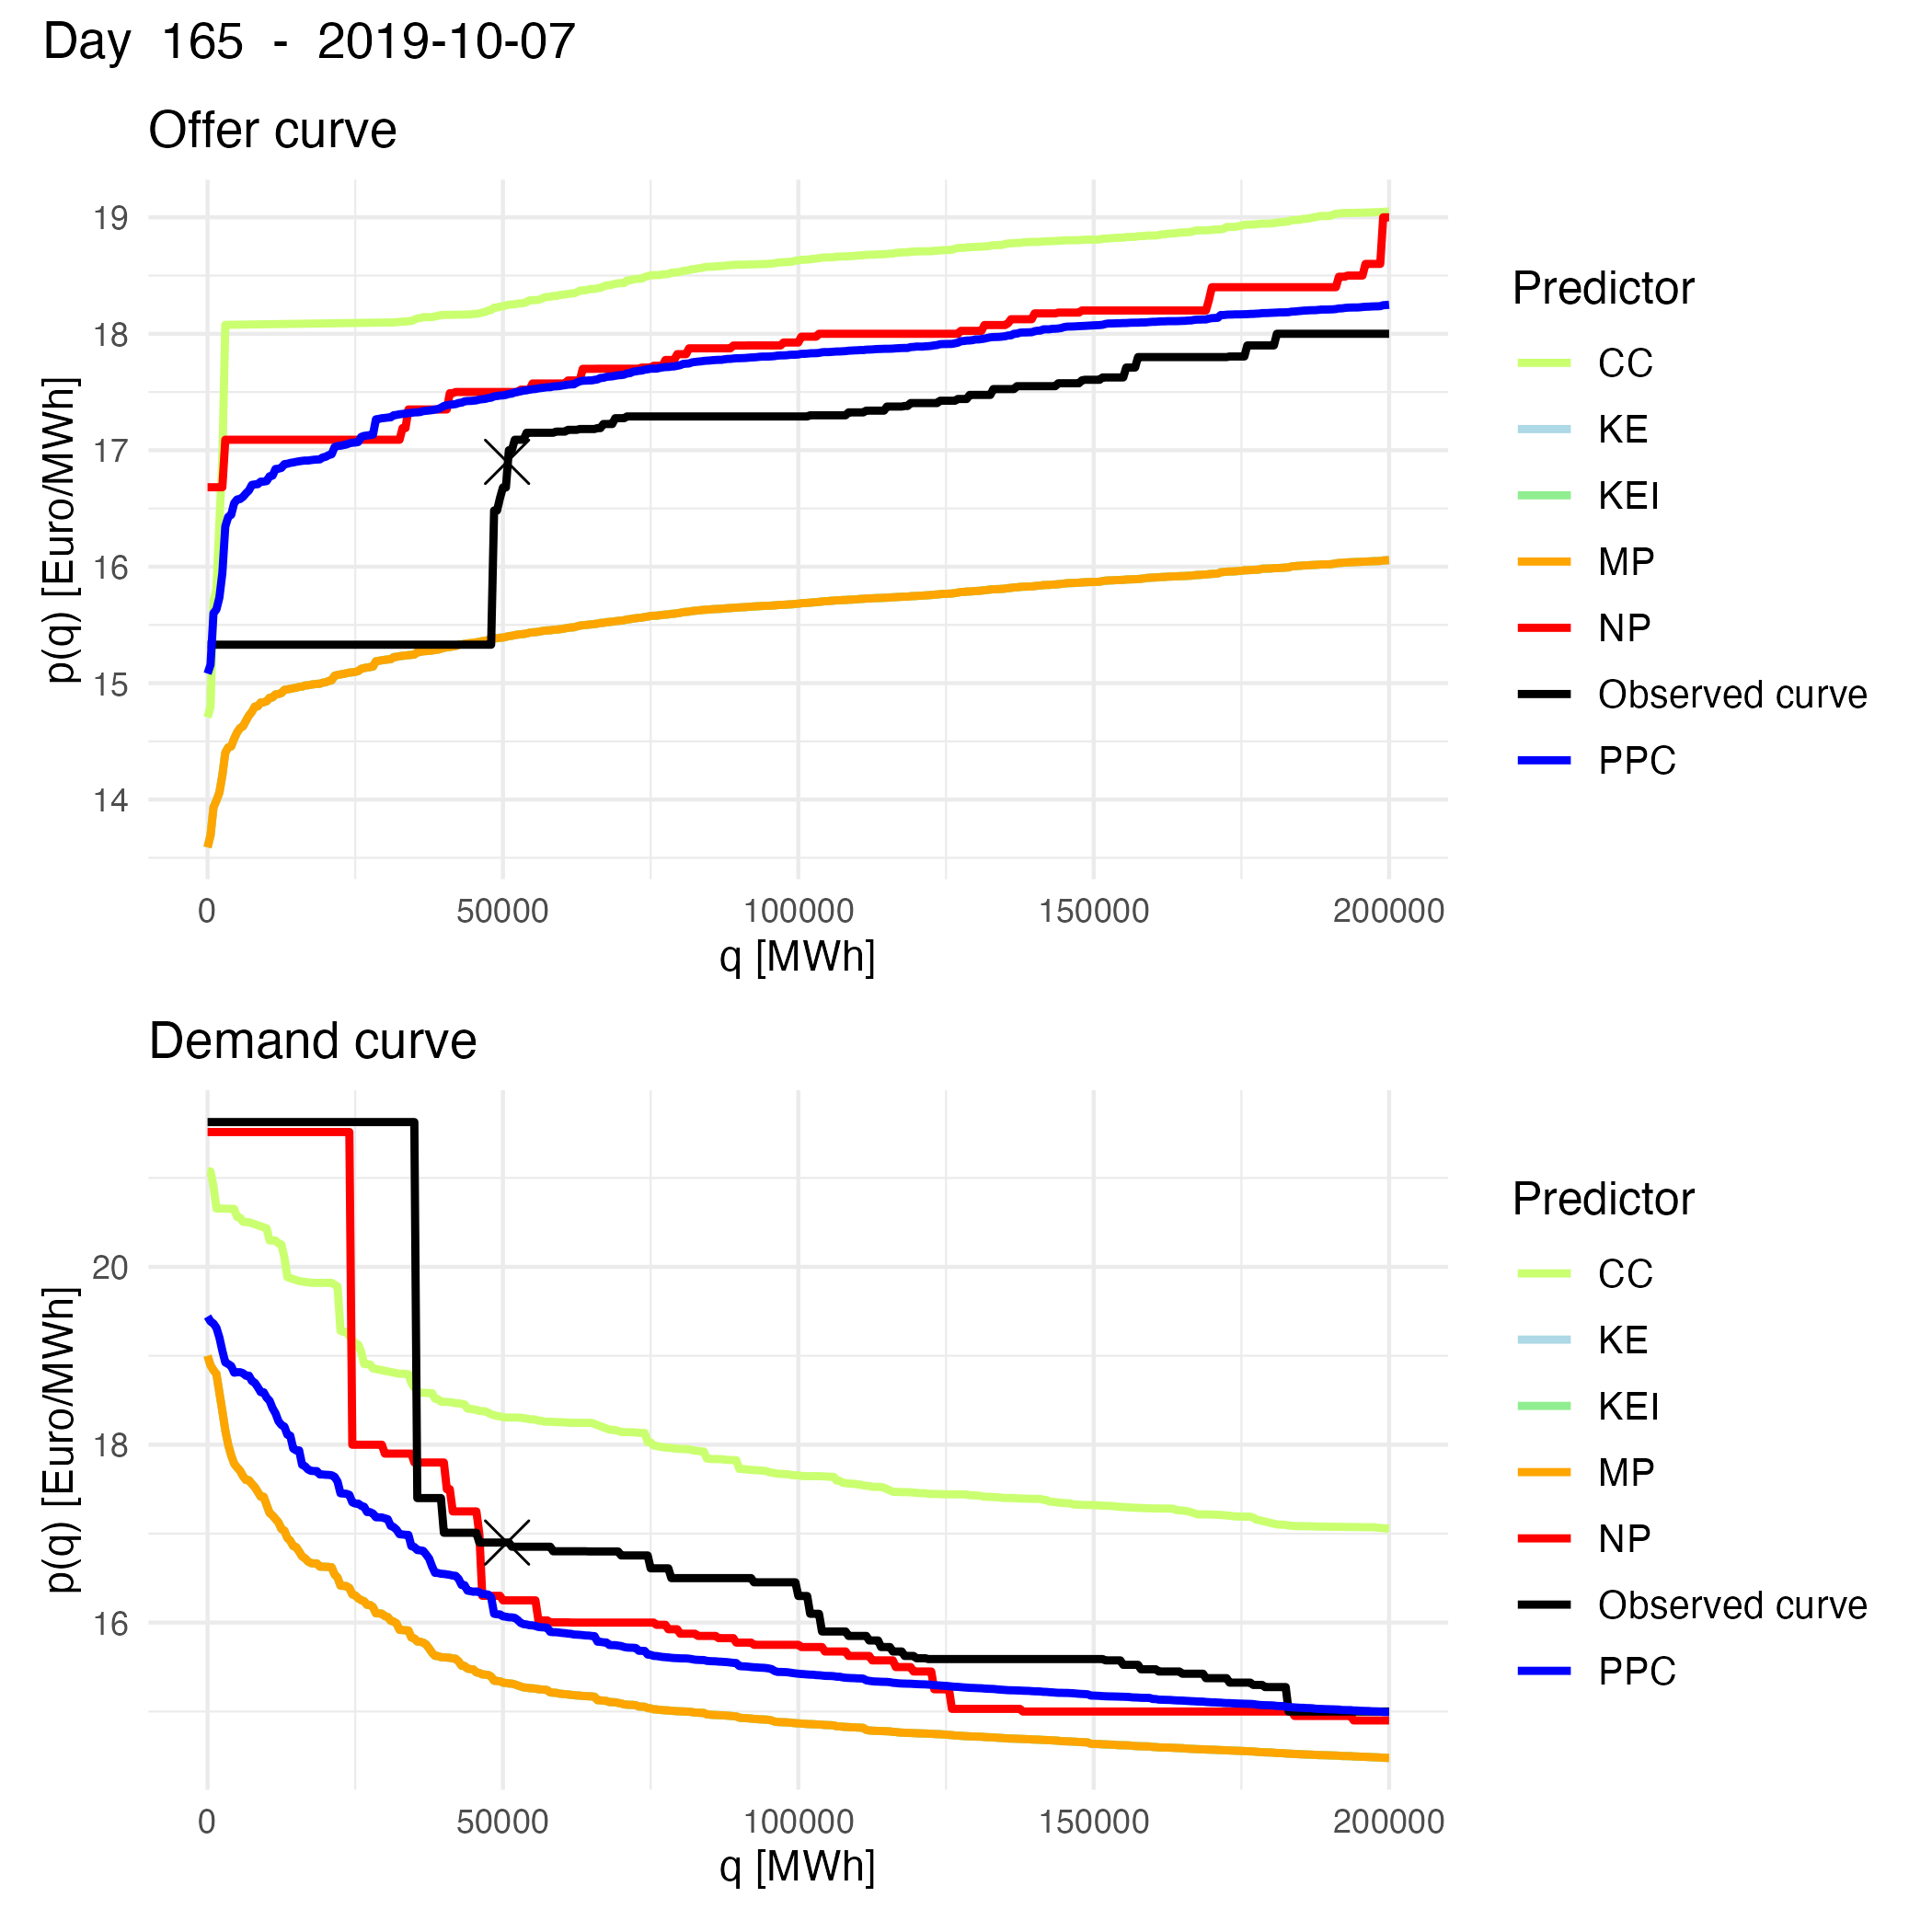 Day 165 - 2019-10-07
Offer curve
19
18
17
16
15
14
p(q) [Euro/MWh]
0 50000 100000 150000 200000
q [MWh]
Predictor
CC
KE
KEI
MP
NP
Observed curve
PPC
Demand curve
20
18
16
p(q) [Euro/MWh]
0 50000 100000 150000 200000
q [MWh]
Predictor
CC
KE
KEI
MP
NP
Observed curve
PPC